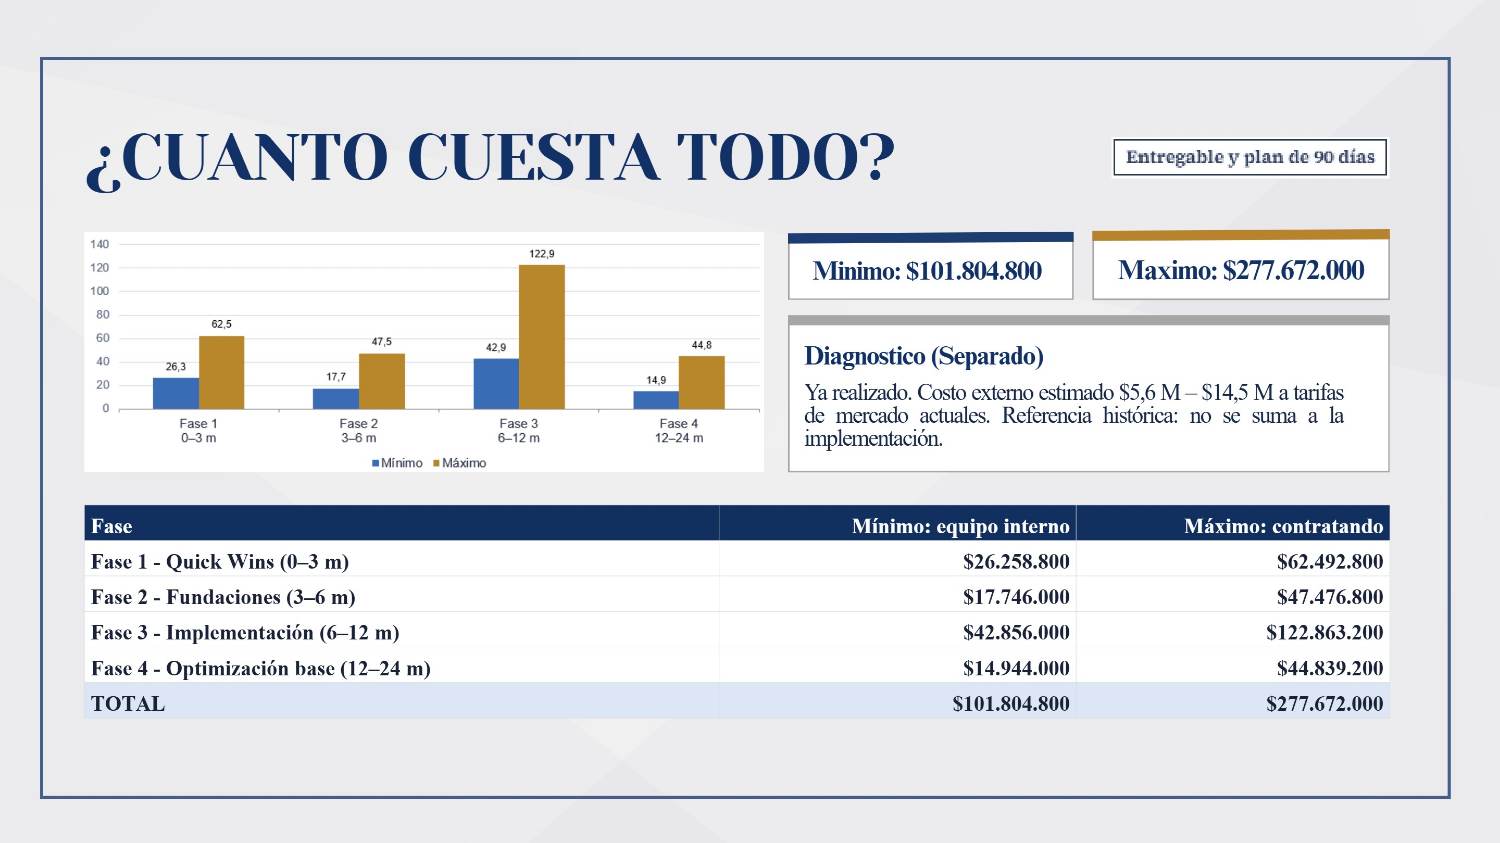 ¿CUANTO CUESTA TODO?
Entregable y plan de 90 días
140
120
100
80
60
40
20
0
26,3
62,5
17,7
47,5
42,9
122,9
14,9
44,8
Fase 1
0–3 m
Fase 2
3–6 m
Fase 3
6–12 m
Fase 4
12–24 m
Mínimo
Máximo
Minimo: $101.804.800
Maximo: $277.672.000
Diagnostico (Separado)
Ya realizado. Costo externo estimado $5,6 M – $14,5 M a tarifas
de mercado actuales. Referencia histórica: no se suma a la
implementación.
Fase Mínimo: equipo interno Máximo: contratando
Fase 1 - Quick Wins (0–3 m) $26.258.800 $62.492.800
Fase 2 - Fundaciones (3–6 m) $17.746.000 $47.476.800
Fase 3 - Implementación (6–12 m) $42.856.000 $122.863.200
Fase 4 - Optimización base (12–24 m) $14.944.000 $44.839.200
TOTAL $101.804.800 $277.672.000